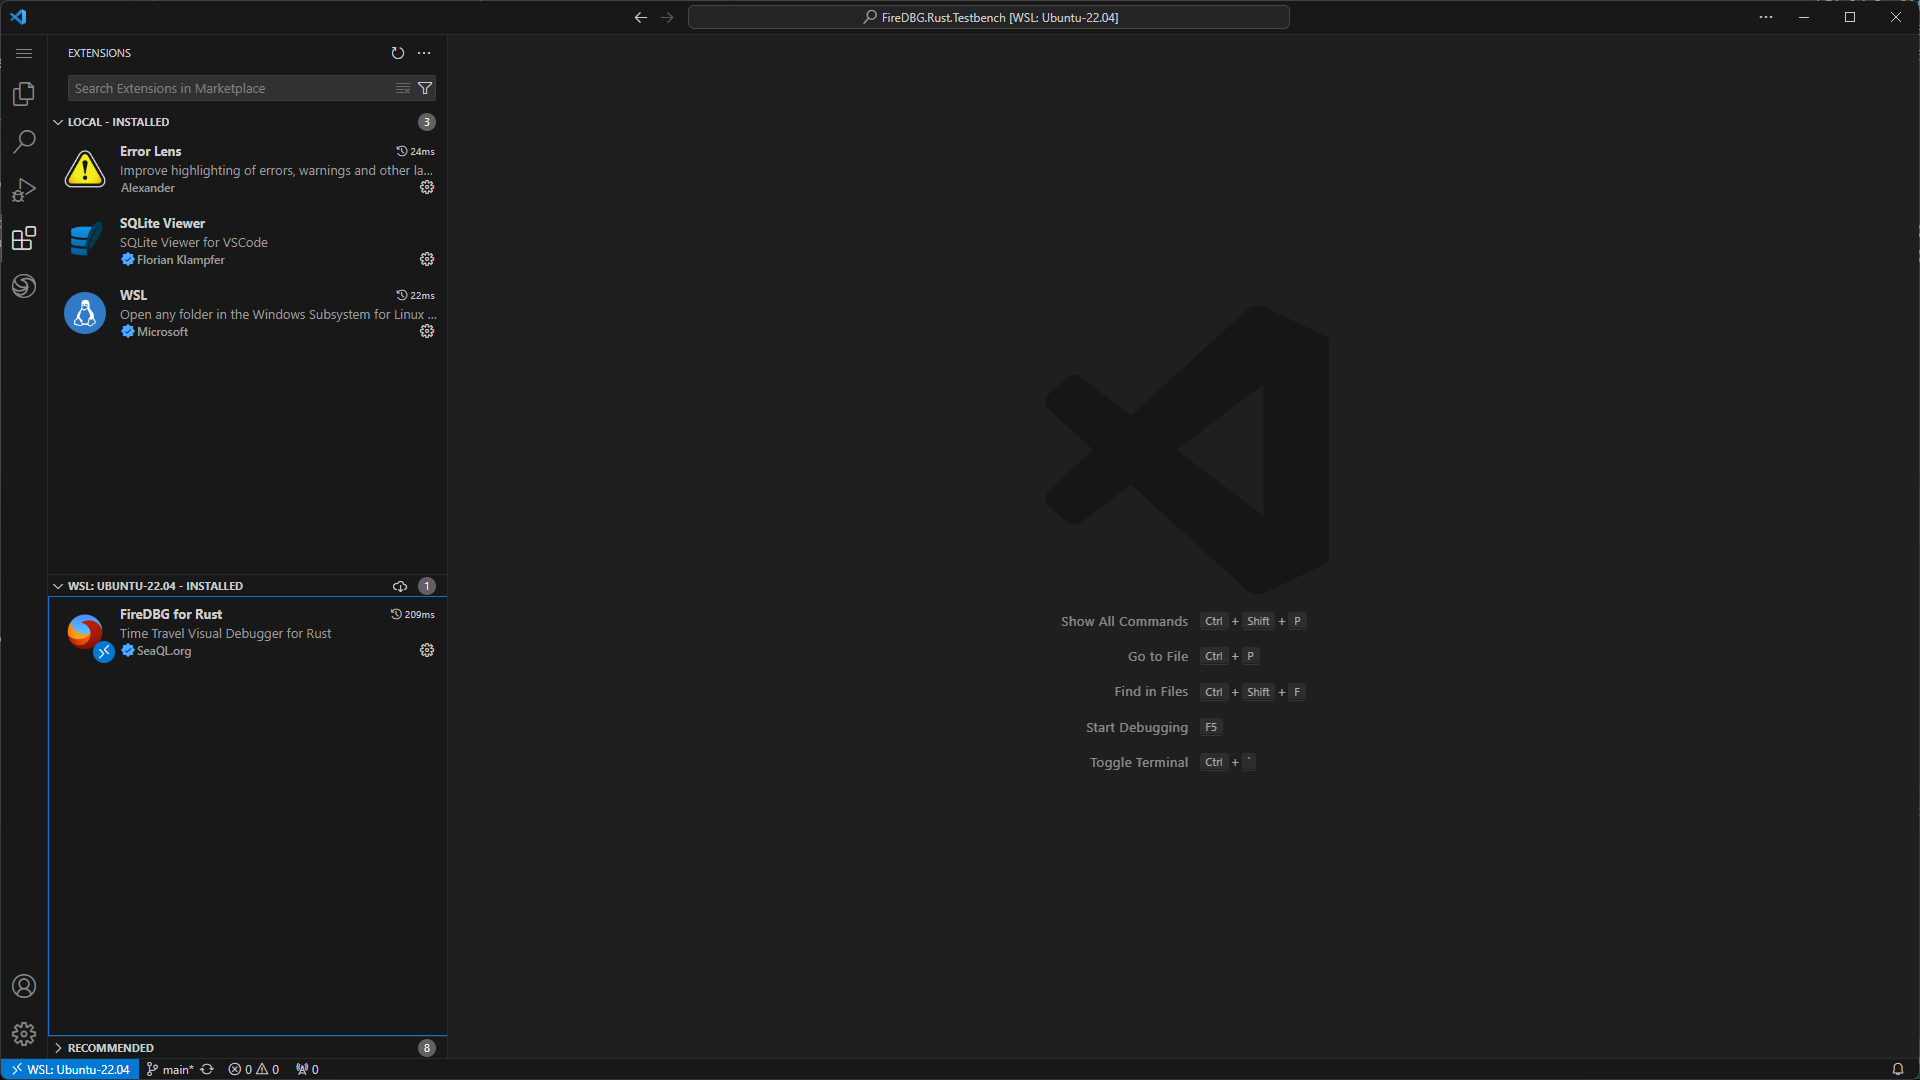 FireDBG.Rust.Testbench [WSL: Ubuntu-22.04]
EXTENSIONS
Search Extensions in Marketplace
LOCAL - INSTALLED 3
Error Lens 24ms
Improve highlighting of errors, warnings and other la...
Alexander
SQLite Viewer
SQLite Viewer for VSCode
Florian Klampfer
WSL 22ms
Open any folder in the Windows Subsystem for Linux ...
Microsoft
WSL: UBUNTU-22.04 - INSTALLED 1
FireDBG for Rust 209ms
Time Travel Visual Debugger for Rust
SeaQL.org
RECOMMENDED 8
Show All Commands Ctrl + Shift + P
Go to File Ctrl + P
Find in Files Ctrl + Shift + F
Start Debugging F5
Toggle Terminal Ctrl + `
WSL: Ubuntu-22.04 main* 0 0 0